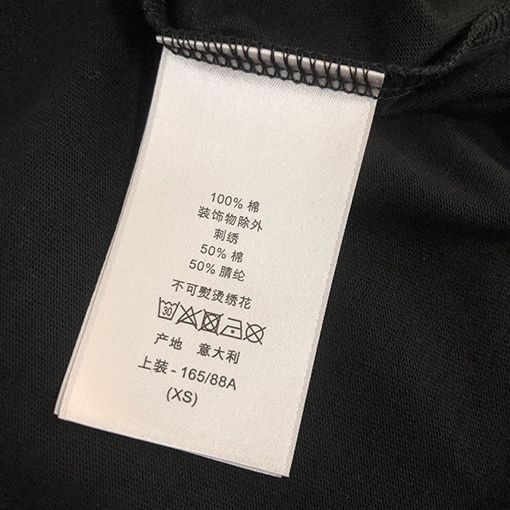 100% 棉
装饰物除外
刺绣
50% 棉
50% 腈纶
不可熨烫绣花
30
产地 意大利
上装 - 165/88A
(XS)